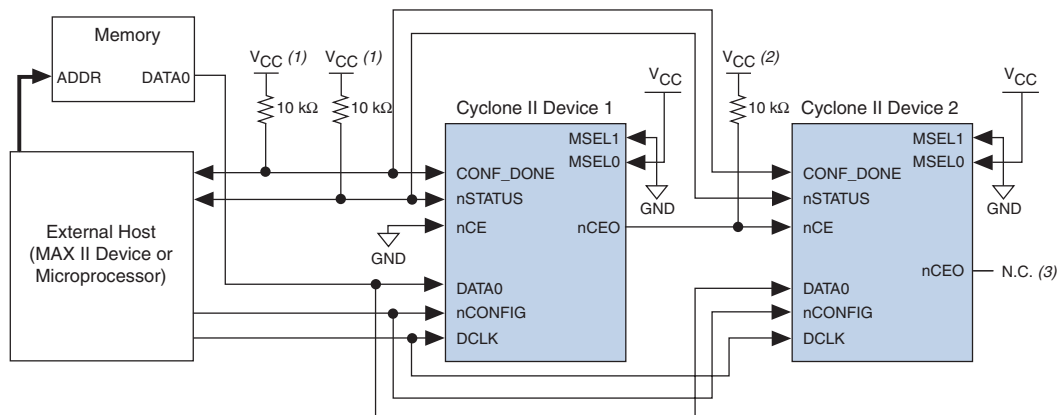 Memory
ADDR DATA0
VCC (1) VCC (1)
10 kΩ 10 kΩ
VCC (2)
10 kΩ
VCC
VCC
Cyclone II Device 1
MSEL1
MSEL0
CONF_DONE
nSTATUS
nCE nCEO
DATA0
nCONFIG
DCLK
GND
GND
External Host
(MAX II Device or
Microprocessor)
Cyclone II Device 2
MSEL1
MSEL0
CONF_DONE
nSTATUS
nCE
nCEO N.C. (3)
DATA0
nCONFIG
DCLK
GND